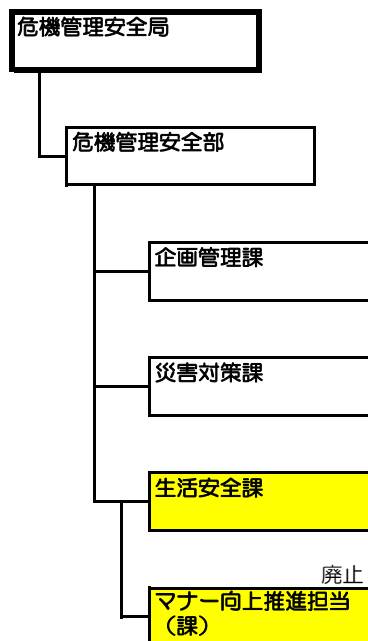 危機管理安全局
危機管理安全部
企画管理課
災害対策課
生活安全課
廃止
マナー向上推進担当
（課）